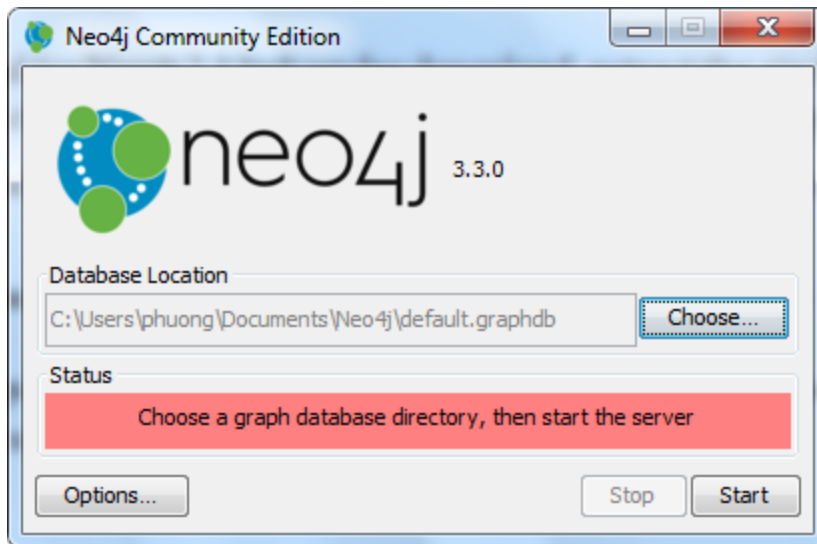 Neo4j Community Edition
neo4j 3.3.0
Database Location
C:\Users\phuong\Documents\Neo4j\default.graphdb
Choose...
Status
Choose a graph database directory, then start the server
Options...
Stop
Start